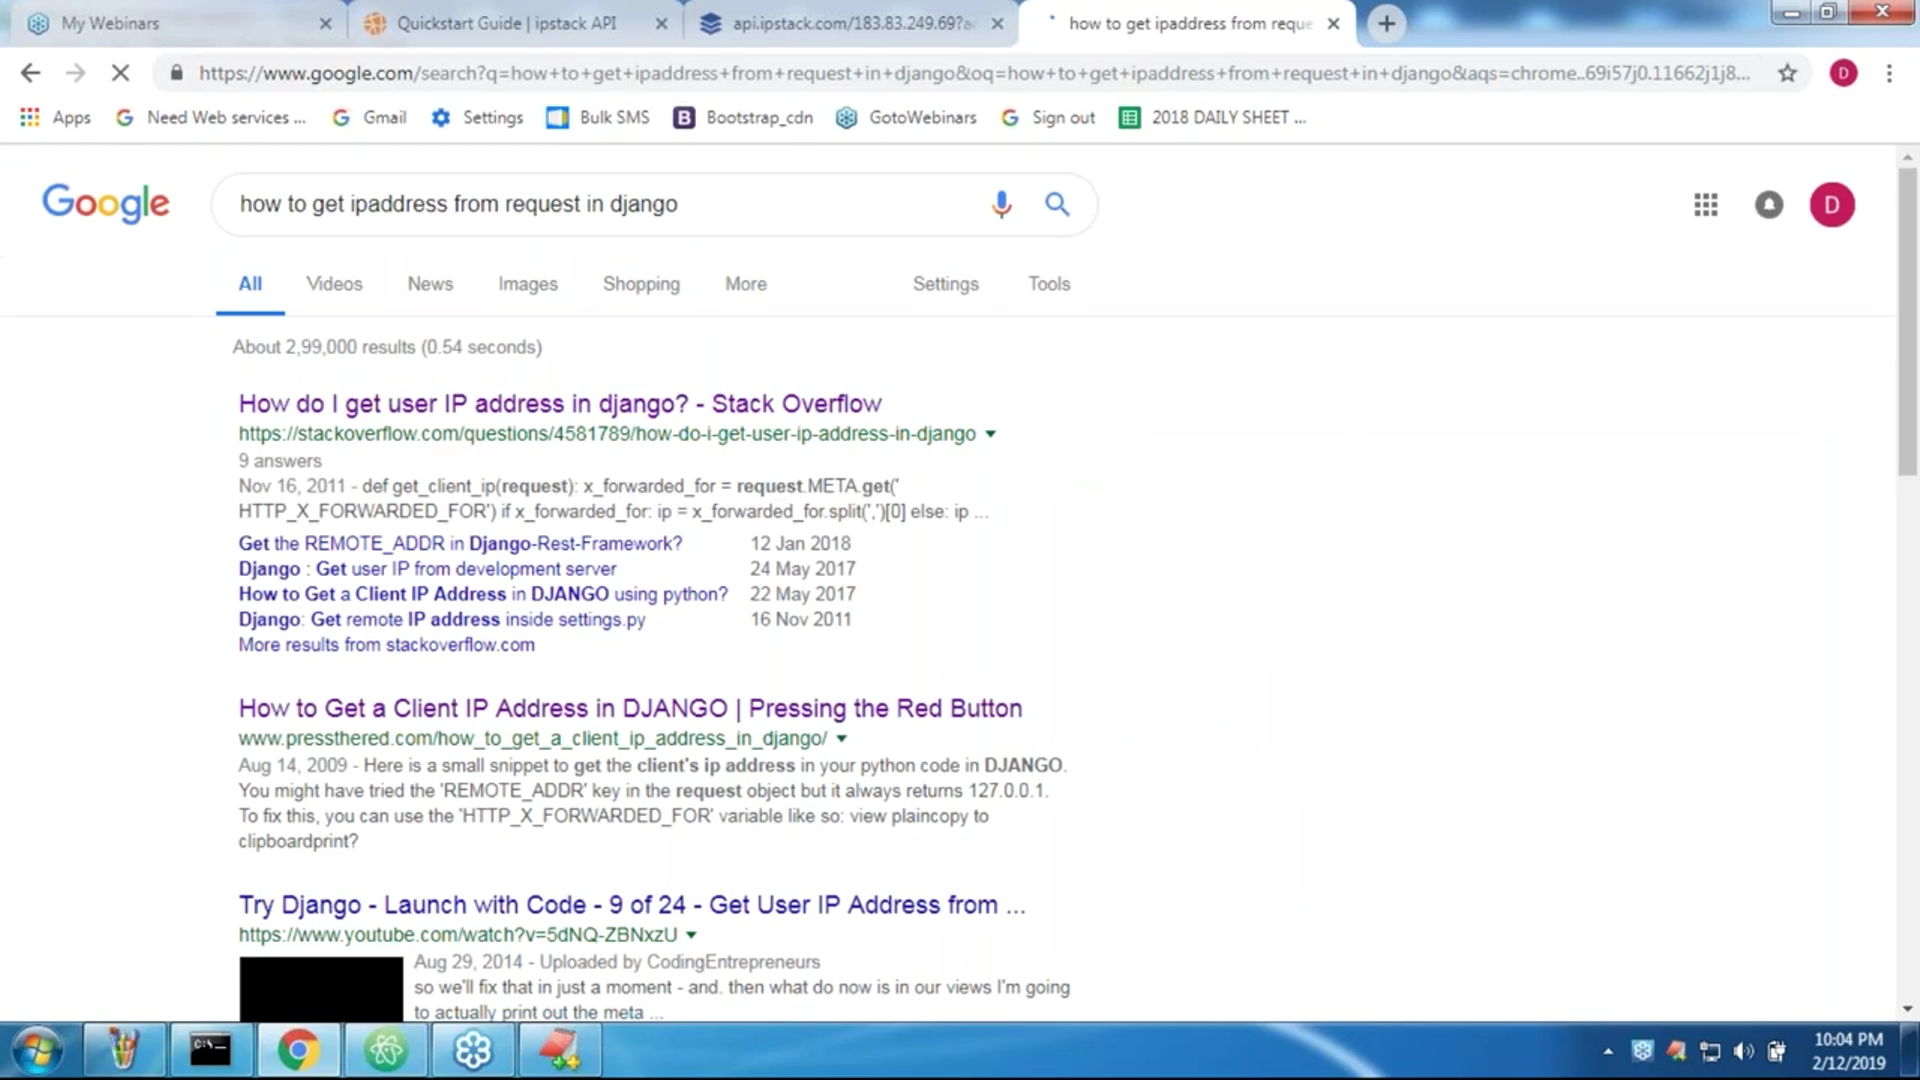 My Webinars
Quickstart Guide | ipstack API
api.ipstack.com/183.83.249.69?ac
how to get ipaddress from reque
https://www.google.com/search?q=how+to+get+ipaddress+from+request+in+django&oq=how+to+get+ipaddress+from+request+in+django&aqs=chrome..69i57j0.11662j1j8...
D
Apps
Need Web services ...
Gmail
Settings
Bulk SMS
B Bootstrap_cdn
GotoWebinars
Sign out
2018 DAILY SHEET ...
Google
how to get ipaddress from request in django
D
All
Videos
News
Images
Shopping
More
Settings
Tools
About 2,99,000 results (0.54 seconds)
How do I get user IP address in django? - Stack Overflow
https://stackoverflow.com/questions/4581789/how-do-i-get-user-ip-address-in-django
9 answers
Nov 16, 2011 - def get_client_ip(request): x_forwarded_for = request.META.get('
HTTP_X_FORWARDED_FOR') if x_forwarded_for: ip = x_forwarded_for.split(',')[0] else: ip ...
Get the REMOTE_ADDR in Django-Rest-Framework? 12 Jan 2018
Django : Get user IP from development server 24 May 2017
How to Get a Client IP Address in DJANGO using python? 22 May 2017
Django: Get remote IP address inside settings.py 16 Nov 2011
More results from stackoverflow.com
How to Get a Client IP Address in DJANGO | Pressing the Red Button
www.pressthered.com/how_to_get_a_client_ip_address_in_django/
Aug 14, 2009 - Here is a small snippet to get the client's ip address in your python code in DJANGO.
You might have tried the 'REMOTE_ADDR' key in the request object but it always returns 127.0.0.1.
To fix this, you can use the 'HTTP_X_FORWARDED_FOR' variable like so: view plaincopy to
clipboardprint?
Try Django - Launch with Code - 9 of 24 - Get User IP Address from ...
https://www.youtube.com/watch?v=5dNQ-ZBNxzU
Aug 29, 2014 - Uploaded by CodingEntrepreneurs
so we'll fix that in just a moment - and. then what do now is in our views I'm going
to actually print out the meta ...
C:\.
10:04 PM
2/12/2019